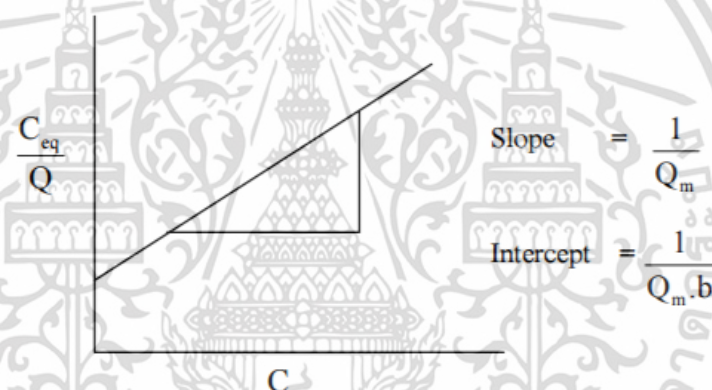 C_eq
Q
Slope = 1
Q_m
Intercept = 1
Q_m.b
C